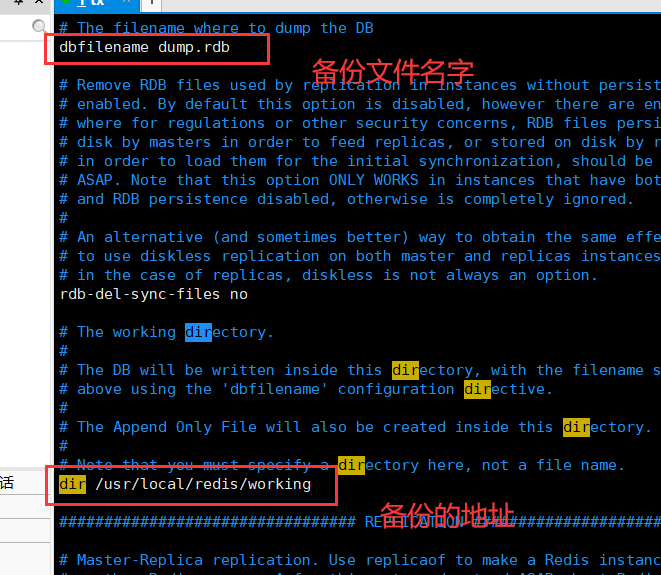 # The filename where to dump the DB
dbfilename dump.rdb
备份文件名字
# Remove RDB files used by replication in instances without persist
# enabled. By default this option is disabled, however there are en
# where for regulations or other security concerns, RDB files persi
# disk by masters in order to feed replicas, or stored on disk by r
# in order to load them for the initial synchronization, should be
# ASAP. Note that this option ONLY WORKS in instances that have bot
# and RDB persistence disabled, otherwise is completely ignored.
#
# An alternative (and sometimes better) way to obtain the same effe
# to use diskless replication on both master and replicas instances
# in the case of replicas, diskless is not always an option.
rdb-del-sync-files no
# The working directory.
#
# The DB will be written inside this directory, with the filename s
# above using the 'dbfilename' configuration directive.
#
# The Append Only File will also be created inside this directory.
#
# Note that you must specify a directory here, not a file name.
话
dir /usr/local/redis/working
备份的地址
################################# REPLICATION #####################
# Master-Replica replication. Use replicaof to make a Redis instanc